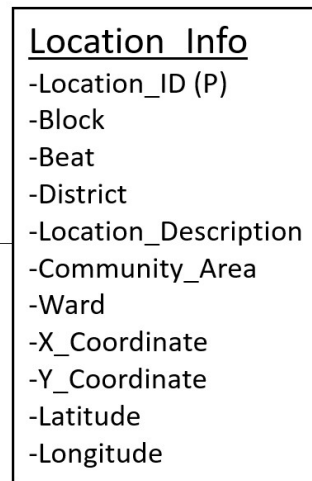 Location_Info
-Location_ID (P)
-Block
-Beat
-District
-Location_Description
-Community_Area
-Ward
-X_Coordinate
-Y_Coordinate
-Latitude
-Longitude